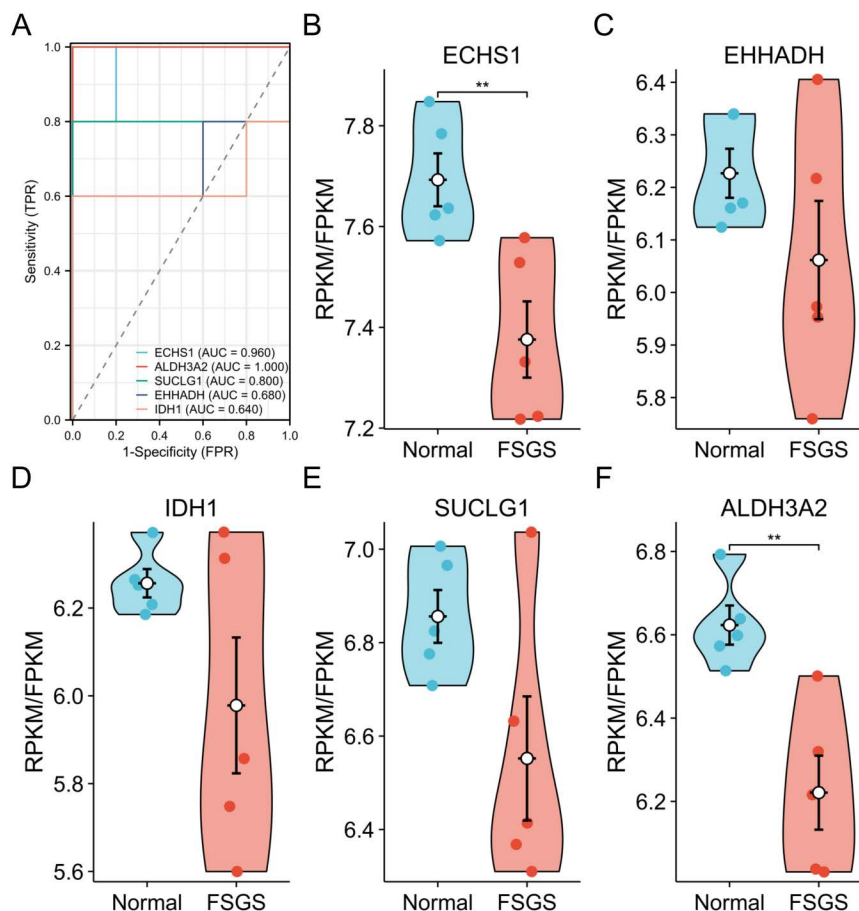 A
Sensitivity (TPR)
1.0
0.8
0.6
0.4
0.2
0.0
ECHS1 (AUC = 0.960)
ALDH3A2 (AUC = 1.000)
SUCLG1 (AUC = 0.800)
EHHADH (AUC = 0.680)
IDH1 (AUC = 0.640)
0.0 0.2 0.4 0.6 0.8 1.0
1-Specificity (FPR)
B
ECHS1
**
RPKM/FPKM
7.8
7.6
7.4
7.2
Normal FSGS
C
EHHADH
RPKM/FPKM
6.4
6.3
6.2
6.1
6.0
5.9
5.8
Normal FSGS
D
IDH1
RPKM/FPKM
6.2
6.0
5.8
5.6
Normal FSGS
E
SUCLG1
RPKM/FPKM
7.0
6.8
6.6
6.4
Normal FSGS
F
ALDH3A2
**
RPKM/FPKM
6.8
6.6
6.4
6.2
Normal FSGS